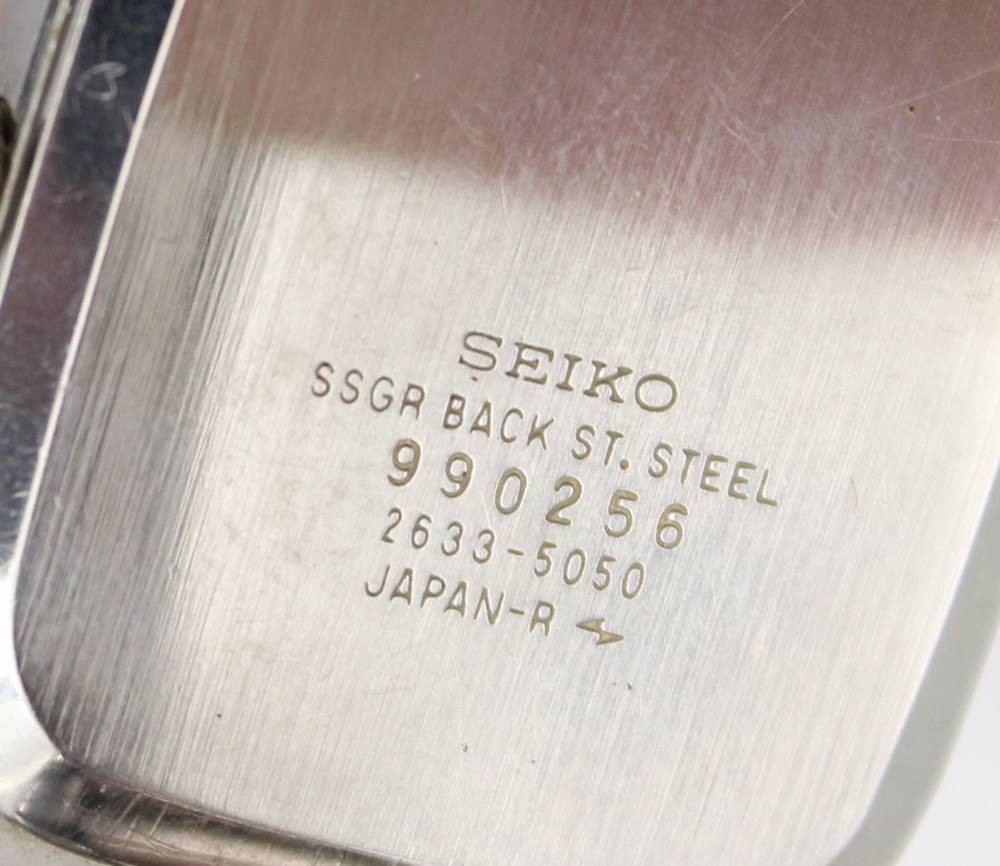 SEIKO
SSGR BACK ST. STEEL
990256
2633-5050
JAPAN-R